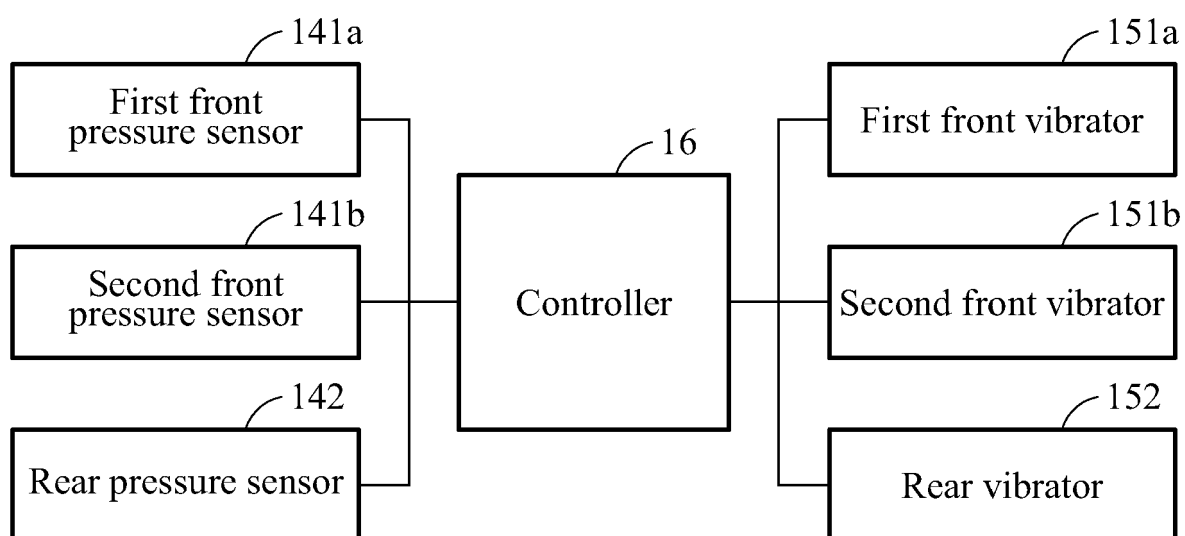 141a
First front
pressure sensor
141b
Second front
pressure sensor
142
Rear pressure sensor
16
Controller
151a
First front vibrator
151b
Second front vibrator
152
Rear vibrator